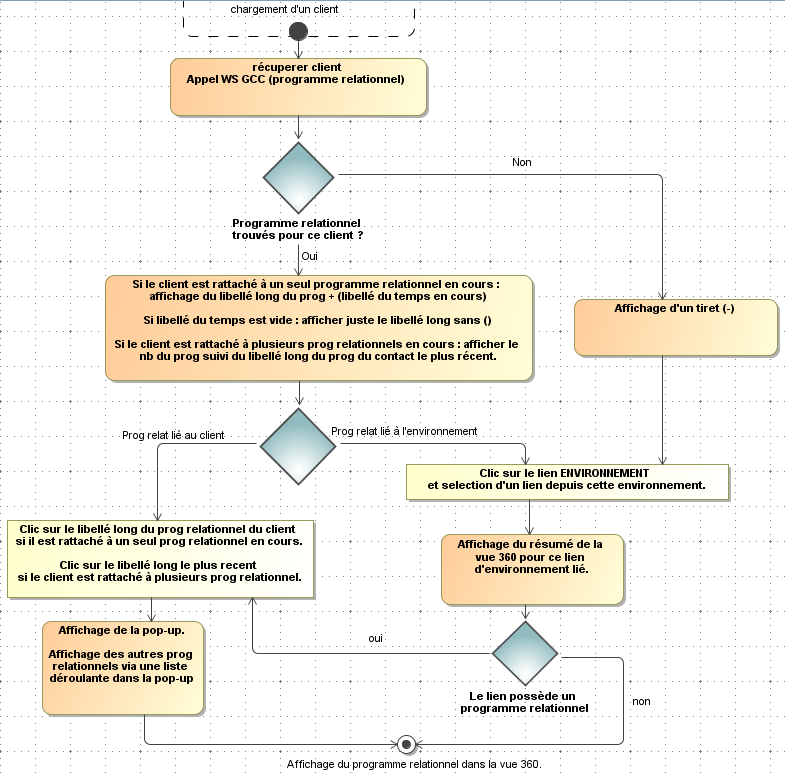 chargement d'un client
récuperer client
Appel WS GCC (programme relationnel)
Non
Programme relationnel
trouvés pour ce client ?
Oui
Si le client est rattaché à un seul programme relationnel en cours :
affichage du libellé long du prog + (libellé du temps en cours)
Si libellé du temps est vide : afficher juste le libellé long sans ()
Si le client est rattaché à plusieurs prog relationnels en cours : afficher le
nb du prog suivi du libellé long du prog du contact le plus récent.
Affichage d'un tiret (-)
Prog relat lié au client
Prog relat lié à l'environnement
Clic sur le lien ENVIRONNEMENT
et selection d'un lien depuis cette environement.
Clic sur le libellé long du prog relationnel du client
si il est rattaché à un seul prog relationnel en cours.
Clic sur le libellé long le plus recent
si le client est rattaché à plusieurs prog relationnel.
Affichage du résumé de la
vue 360 pour ce lien
d'environnement lié.
Affichage de la pop-up.
Affichage des autres prog
relationnels via une liste
déroulante dans la pop-up
oui
Le lien possède un
programme relationnel
non
Affichage du programme relationnel dans la vue 360.